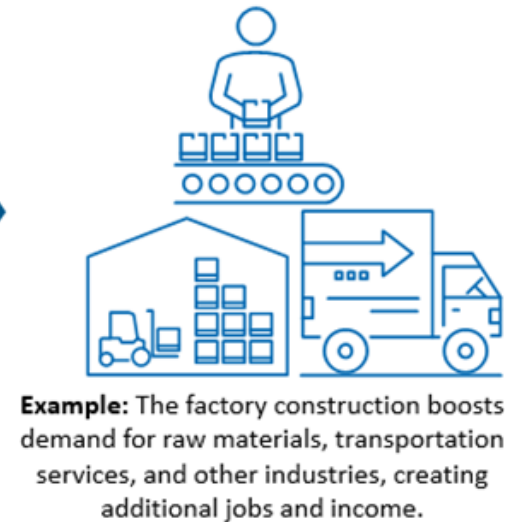 Example: The factory construction boosts
demand for raw materials, transportation
services, and other industries, creating
additional jobs and income.